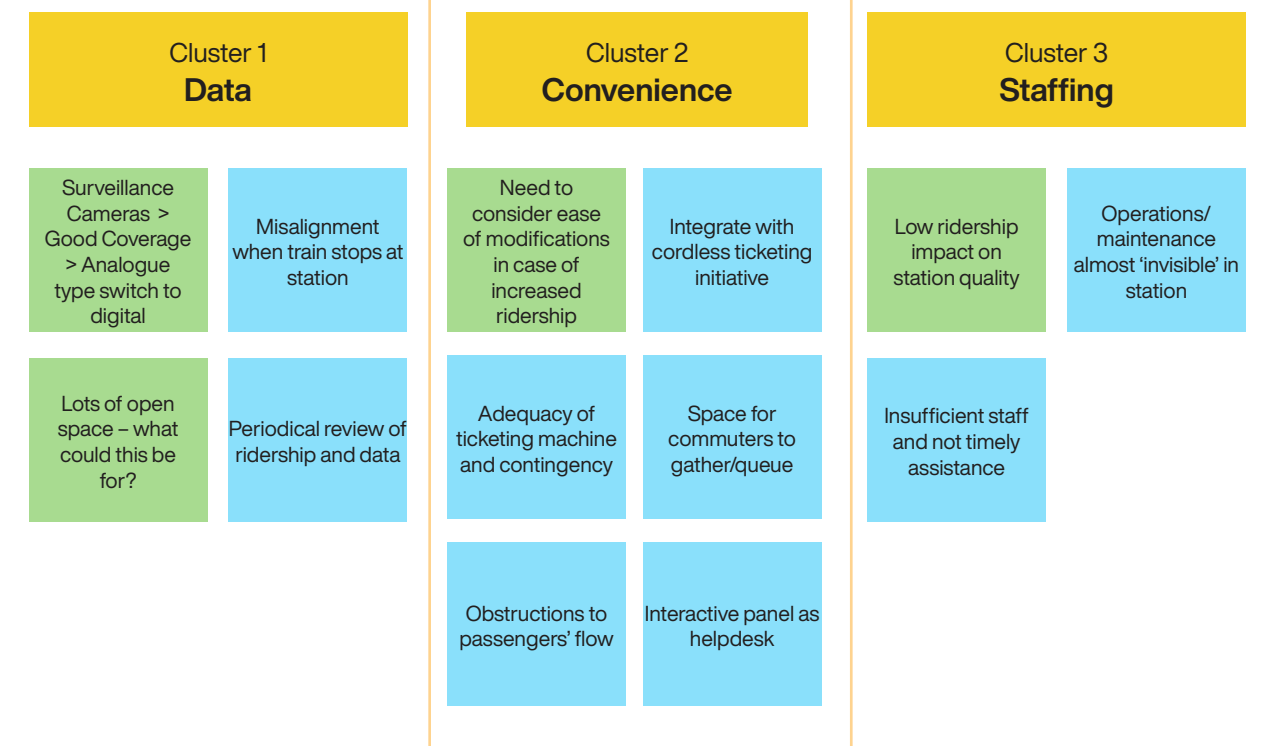 Cluster 1
Data
Surveillance
Cameras >
Good Coverage
> Analogue
type switch to
digital
Misalignment
when train stops at
station
Lots of open
space – what
could this be
for?
Periodical review of
ridership and data
Cluster 2
Convenience
Need to
consider ease
of modifications
in case of
increased
ridership
Integrate with
cordless ticketing
initiative
Adequacy of
ticketing machine
and contingency
Space for
commuters to
gather/queue
Obstructions to
passengers’ flow
Interactive panel as
helpdesk
Cluster 3
Staffing
Low ridership
impact on
station quality
Operations/
maintenance
almost ‘invisible’ in
station
Insufficient staff
and not timely
assistance